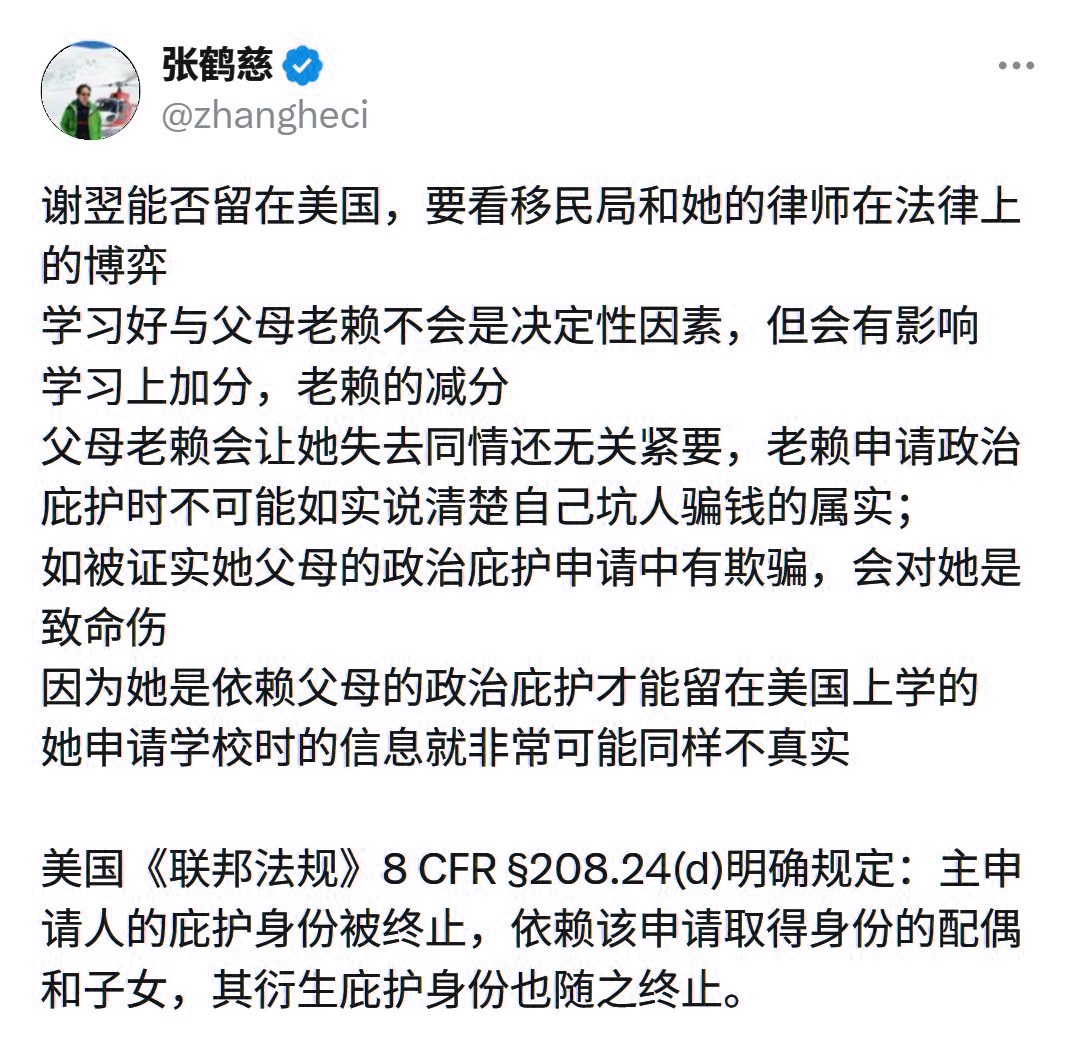 张鹤慈
@zhangheci
谢翌能否留在美国，要看移民局和她的律师在法律上
的博弈
学习好与父母老赖不会是决定性因素，但会有影响
学习上加分，老赖的减分
父母老赖会让她失去同情还无关紧要，老赖申请政治
庇护时不可能如实说清楚自己坑人骗钱的属实；
如被证实她父母的政治庇护申请中有欺骗，会对她是
致命伤
因为她是依赖父母的政治庇护才能留在美国上学的
她申请学校时的信息就非常可能同样不真实
美国《联邦法规》8 CFR §208.24(d)明确规定：主申
请人的庇护身份被终止，依赖该申请取得身份的配偶
和子女，其衍生庇护身份也随之终止。